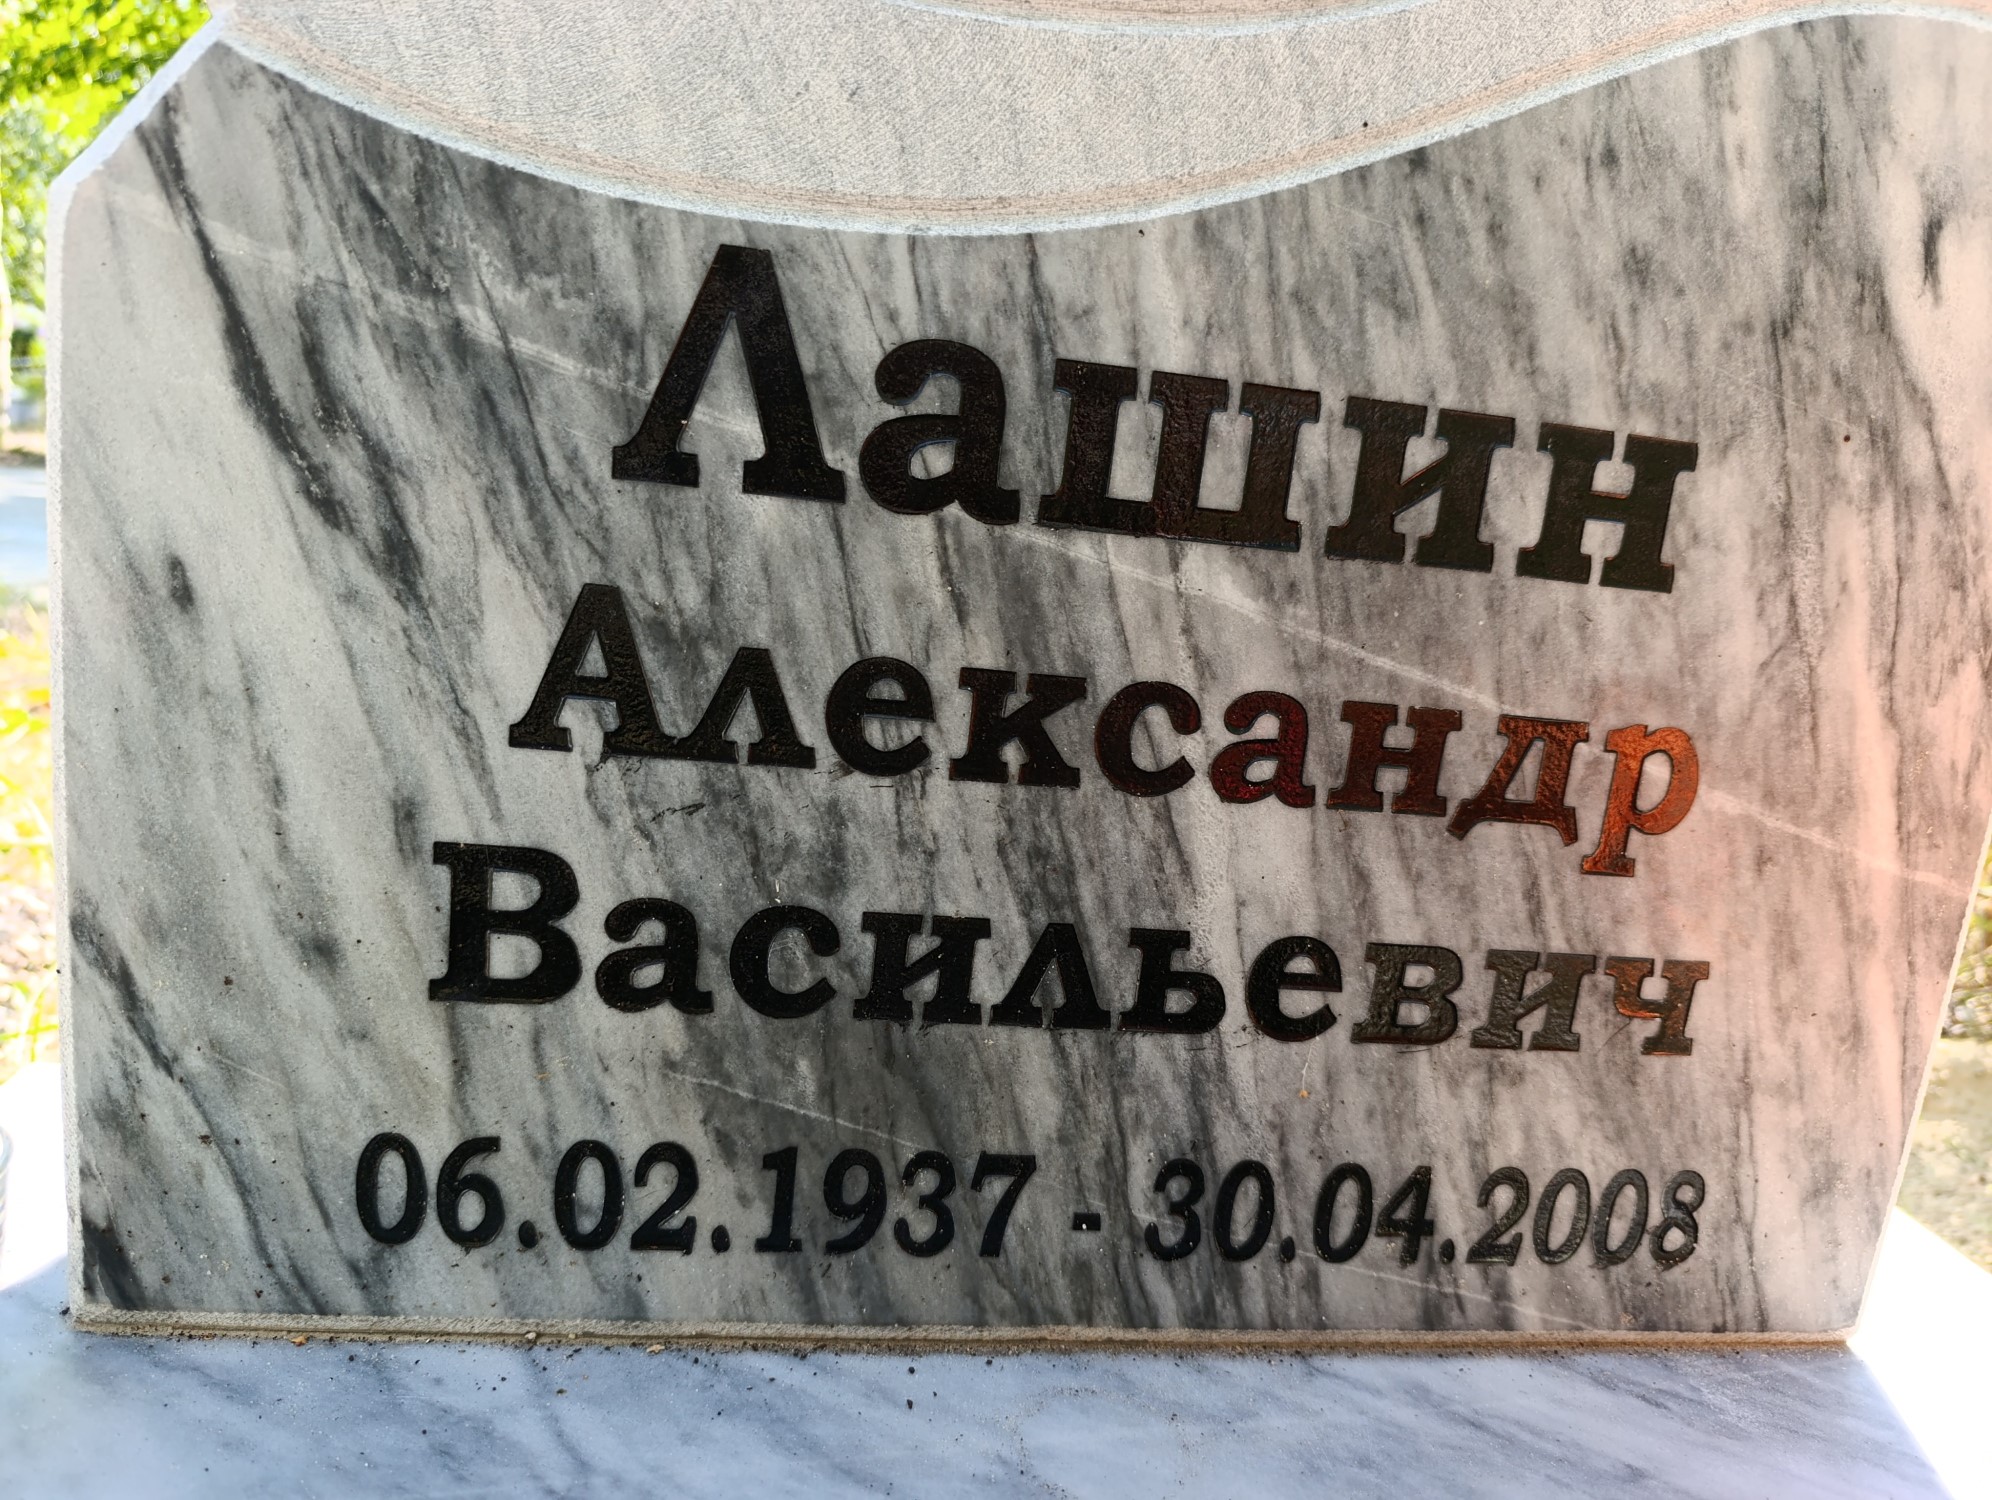 Лашин
Александр
Васильевич
06.02.1937 - 30.04.2008